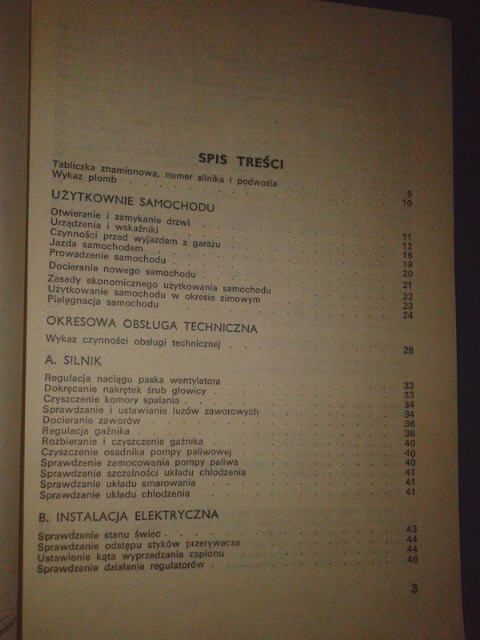 SPIS TREŚCI
Tabliczka znamionowa, numer silnika i podwozia 9
Wykaz plomb 10
UŻYTKOWNIE SAMOCHODU
Otwieranie i zamykanie drzwi 11
Urządzenia i wskaźniki 12
Czynności przed wyjazdem z garażu 16
Jazda samochodem 19
Prowadzenie samochodu 20
Docieranie nowego samochodu 21
Zasady ekonomicznego użytkowania samochodu 22
Użytkowanie samochodu w okresie zimowym 23
Pielęgnacja samochodu 24
OKRESOWA OBSŁUGA TECHNICZNA
Wykaz czynności obsługi technicznej 28
A. SILNIK
Regulacja naciągu paska wentylatora 33
Dokręcanie nakrętek śrub głowicy 33
Czyszczenie komory spalania 34
Sprawdzanie i ustawianie luzów zaworowych 34
Docieranie zaworów 36
Regulacja gaźnika 36
Rozbieranie i czyszczenie gaźnika 40
Czyszczenie osadnika pompy paliwowej 40
Sprawdzenie zamocowania pompy paliwa 40
Sprawdzenie szczelności układu chłodzenia 41
Sprawdzenie układu smarowania 41
Sprawdzenie układu chłodzenia 41
B. INSTALACJA ELEKTRYCZNA
Sprawdzenie stanu świec 43
Sprawdzanie odstępu styków przerywacza 44
Ustawienie kąta wyprzedzania zapłonu 44
Sprawdzenie działania regulatorów 46
3